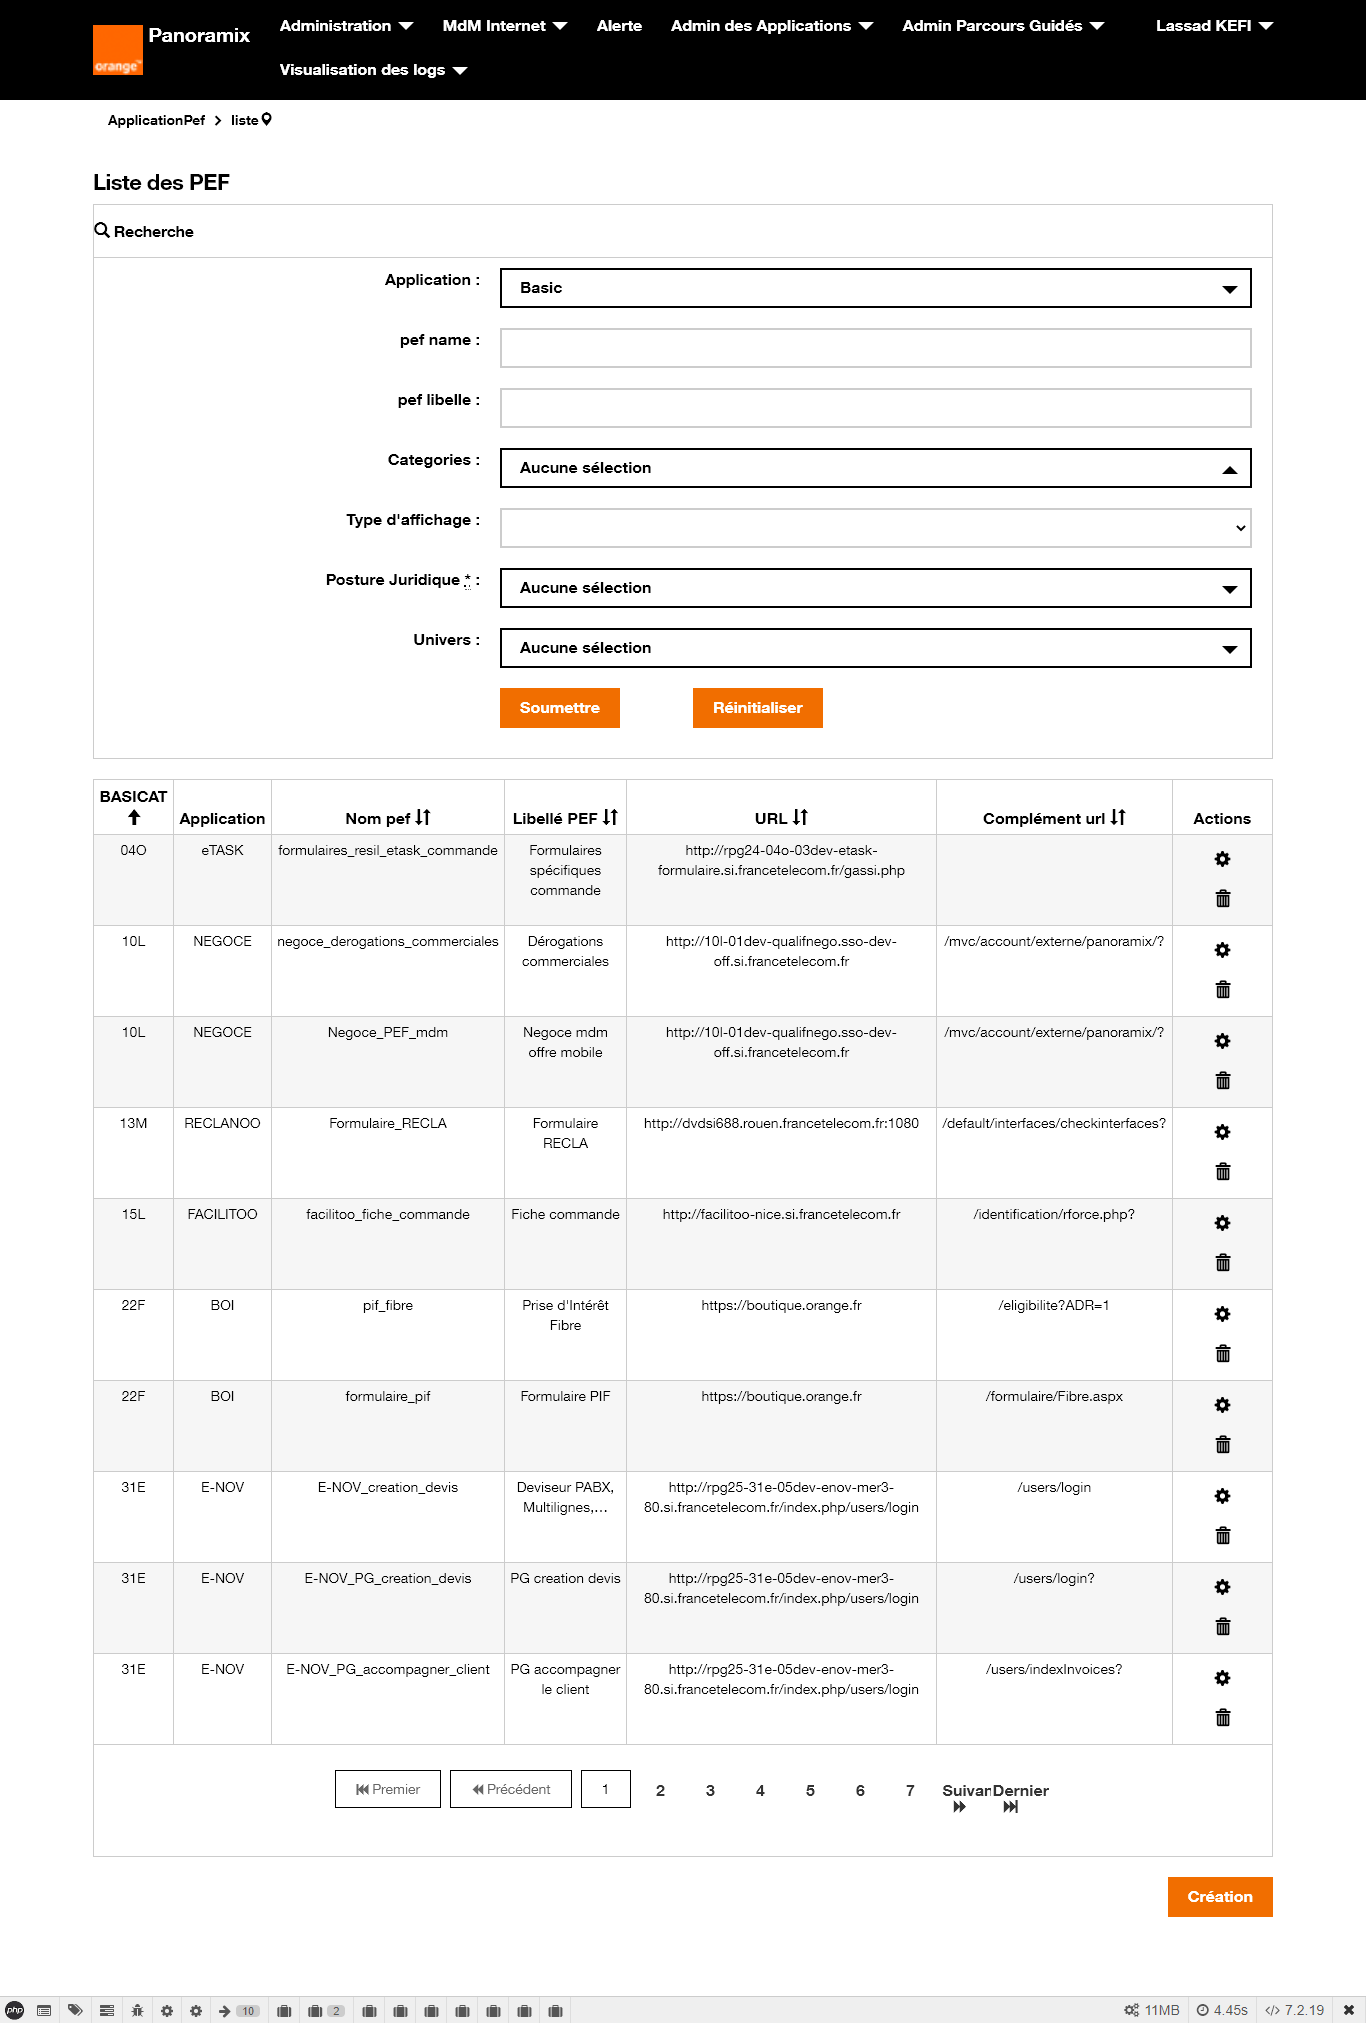 orange™
Panoramix
Administration
MdM Internet
Alerte
Admin des Applications
Admin Parcours Guidés
Lassad KEFI
Visualisation des logs
ApplicationPef
liste
Liste des PEF
Recherche
Application :
Basic
pef name :
pef libelle :
Categories :
Aucune sélection
Type d'affichage :
Posture Juridique * :
Aucune sélection
Univers :
Aucune sélection
Soumettre
Réinitialiser
BASICAT
Application
Nom pef
Libellé PEF
URL
Complément url
Actions
04O
eTASK
formulaires_resil_etask_commande
Formulaires
spécifiques
commande
http://rpg24-04o-03dev-etask-
formulaire.si.francetelecom.fr/gassi.php
10L
NEGOCE
negoce_derogations_commerciales
Dérogations
commerciales
http://10l-01dev-qualifnego.sso-dev-
off.si.francetelecom.fr
/mvc/account/externe/panoramix/?
10L
NEGOCE
Negoce_PEF_mdm
Negoce mdm
offre mobile
http://10l-01dev-qualifnego.sso-dev-
off.si.francetelecom.fr
/mvc/account/externe/panoramix/?
13M
RECLANOO
Formulaire_RECLA
Formulaire
RECLA
http://dvdsi688.rouen.francetelecom.fr:1080
/default/interfaces/checkinterfaces?
15L
FACILITOO
facilitoo_fiche_commande
Fiche commande
http://facilitoo-nice.si.francetelecom.fr
/identification/rforce.php?
22F
BOI
pif_fibre
Prise d'Intérêt
Fibre
https://boutique.orange.fr
/eligibilite?ADR=1
22F
BOI
formulaire_pif
Formulaire PIF
https://boutique.orange.fr
/formulaire/Fibre.aspx
31E
E-NOV
E-NOV_creation_devis
Deviseur PABX,
Multilignes,...
http://rpg25-31e-05dev-enov-mer3-
80.si.francetelecom.fr/index.php/users/login
/users/login
31E
E-NOV
E-NOV_PG_creation_devis
PG creation devis
http://rpg25-31e-05dev-enov-mer3-
80.si.francetelecom.fr/index.php/users/login
/users/login?
31E
E-NOV
E-NOV_PG_accompagner_client
PG accompagner
le client
http://rpg25-31e-05dev-enov-mer3-
80.si.francetelecom.fr/index.php/users/login
/users/indexInvoices?
Premier
Précédent
1
2
3
4
5
6
7
Suivan
Dernier
Création
php
10
2
11MB
4.45s
7.2.19